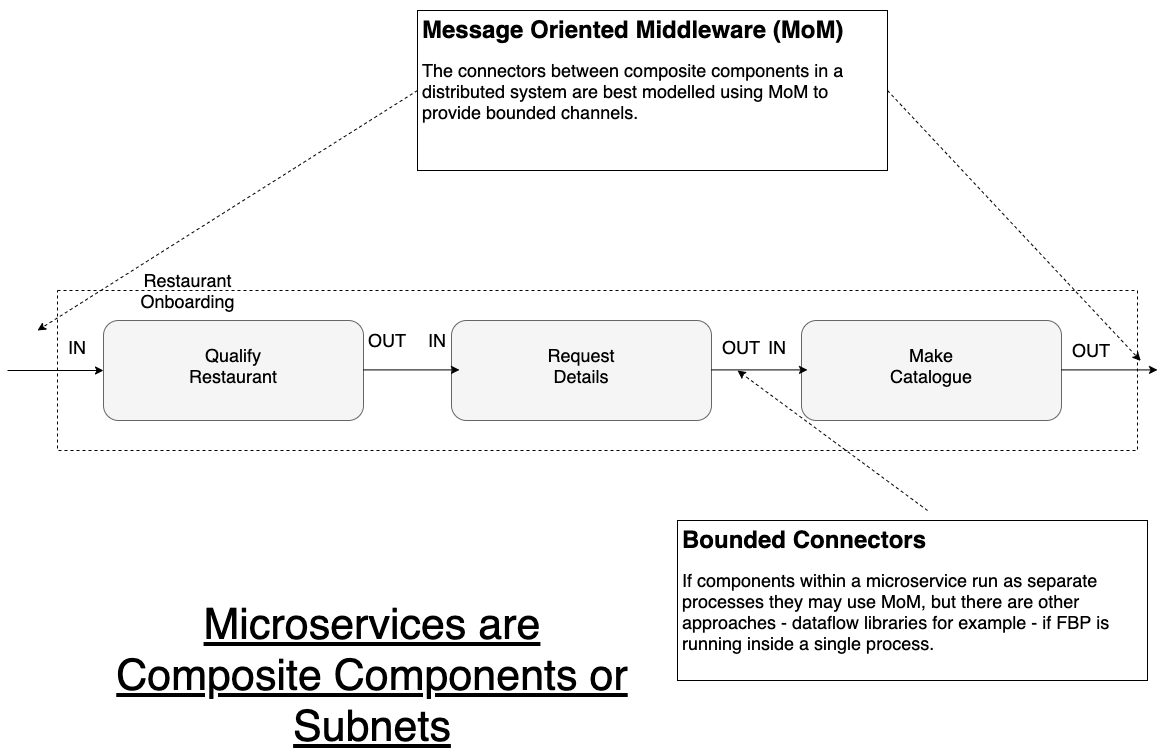 Message Oriented Middleware (MoM)
The connectors between composite components in a
distributed system are best modelled using MoM to
provide bounded channels.
Restaurant
Onboarding
IN
Qualify
Restaurant
OUT
IN
Request
Details
OUT
IN
Make
Catalogue
OUT
Bounded Connectors
If components within a microservice run as separate
processes they may use MoM, but there are other
approaches - dataflow libraries for example - if FBP is
running inside a single process.
Microservices are
Composite Components or
Subnets